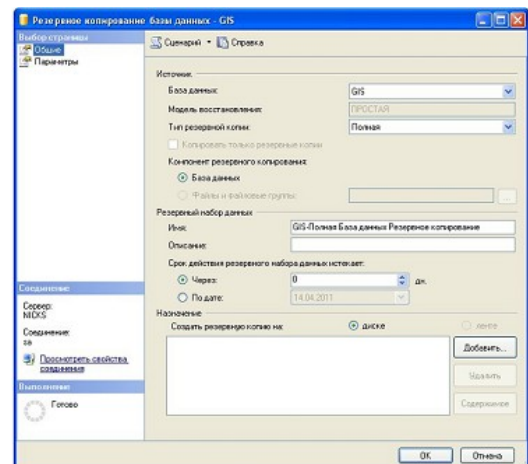 Резервное копирование базы данных - GIS
Выбор страницы
Общие
Параметры
Сценарий
Справка
Источник
База данных:
GIS
Модель восстановления:
ПРОСТАЯ
Тип резервной копии:
Полная
Копировать только резервные копии
Компонент резервного копирования:
База данных
Файлы и файловые группы:
...
Резервный набор данных
Имя:
GIS-Полная База данных Резервное копирование
Описание:
Срок действия резервного набора данных истекает:
Через:
0
дн.
По дате:
14.04.2011
Назначение
Создать резервную копию на:
диске
ленте
Добавить...
Удалить
Содержимое
Соединение
Сервер:
NICKS
Соединение:
sa
Просмотреть свойства
соединения
Выполнение
Готово
OK
Отмена